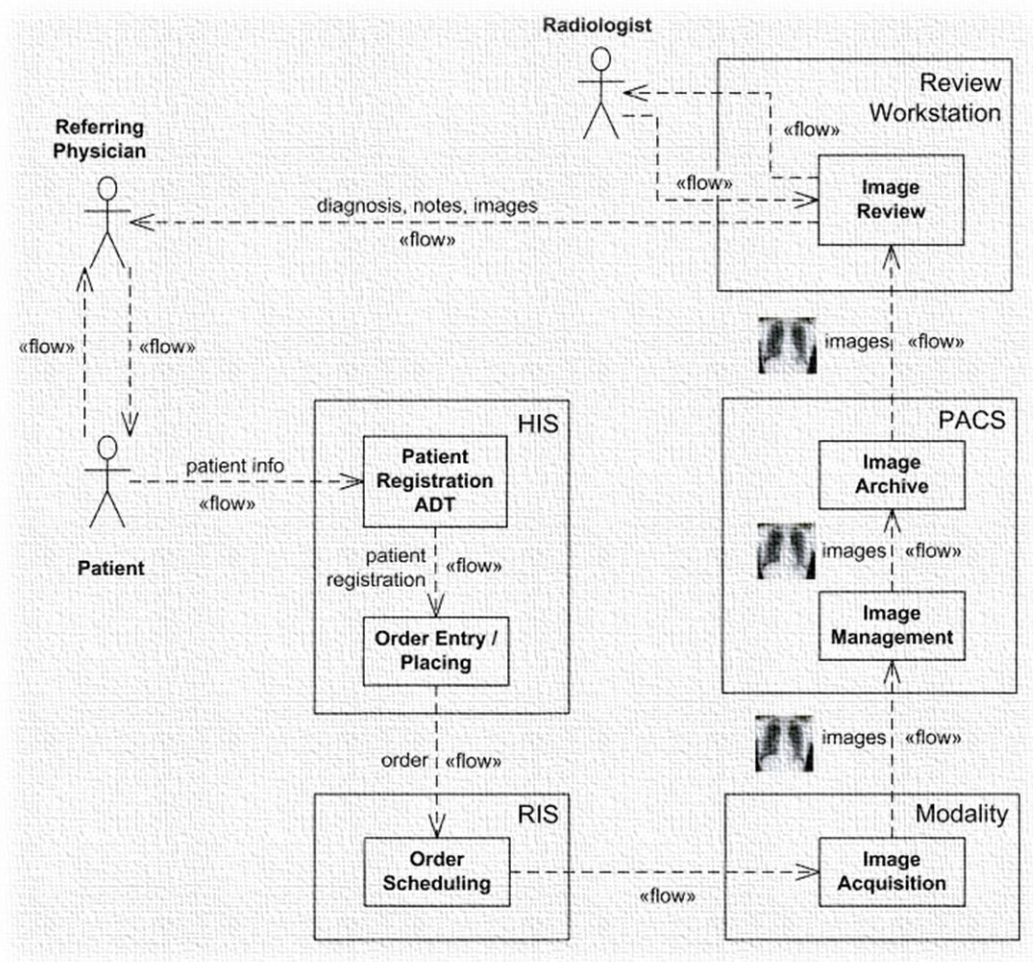 Radiologist
Review
Workstation
«flow»
Referring
Physician
«flow»
Image
Review
diagnosis, notes, images
«flow»
«flow»
«flow»
images
«flow»
HIS
PACS
Patient
Registration
ADT
patient info
«flow»
Image
Archive
Patient
patient
registration
«flow»
images
«flow»
Order Entry /
Placing
Image
Management
order
«flow»
images
«flow»
RIS
Modality
Order
Scheduling
«flow»
Image
Acquisition